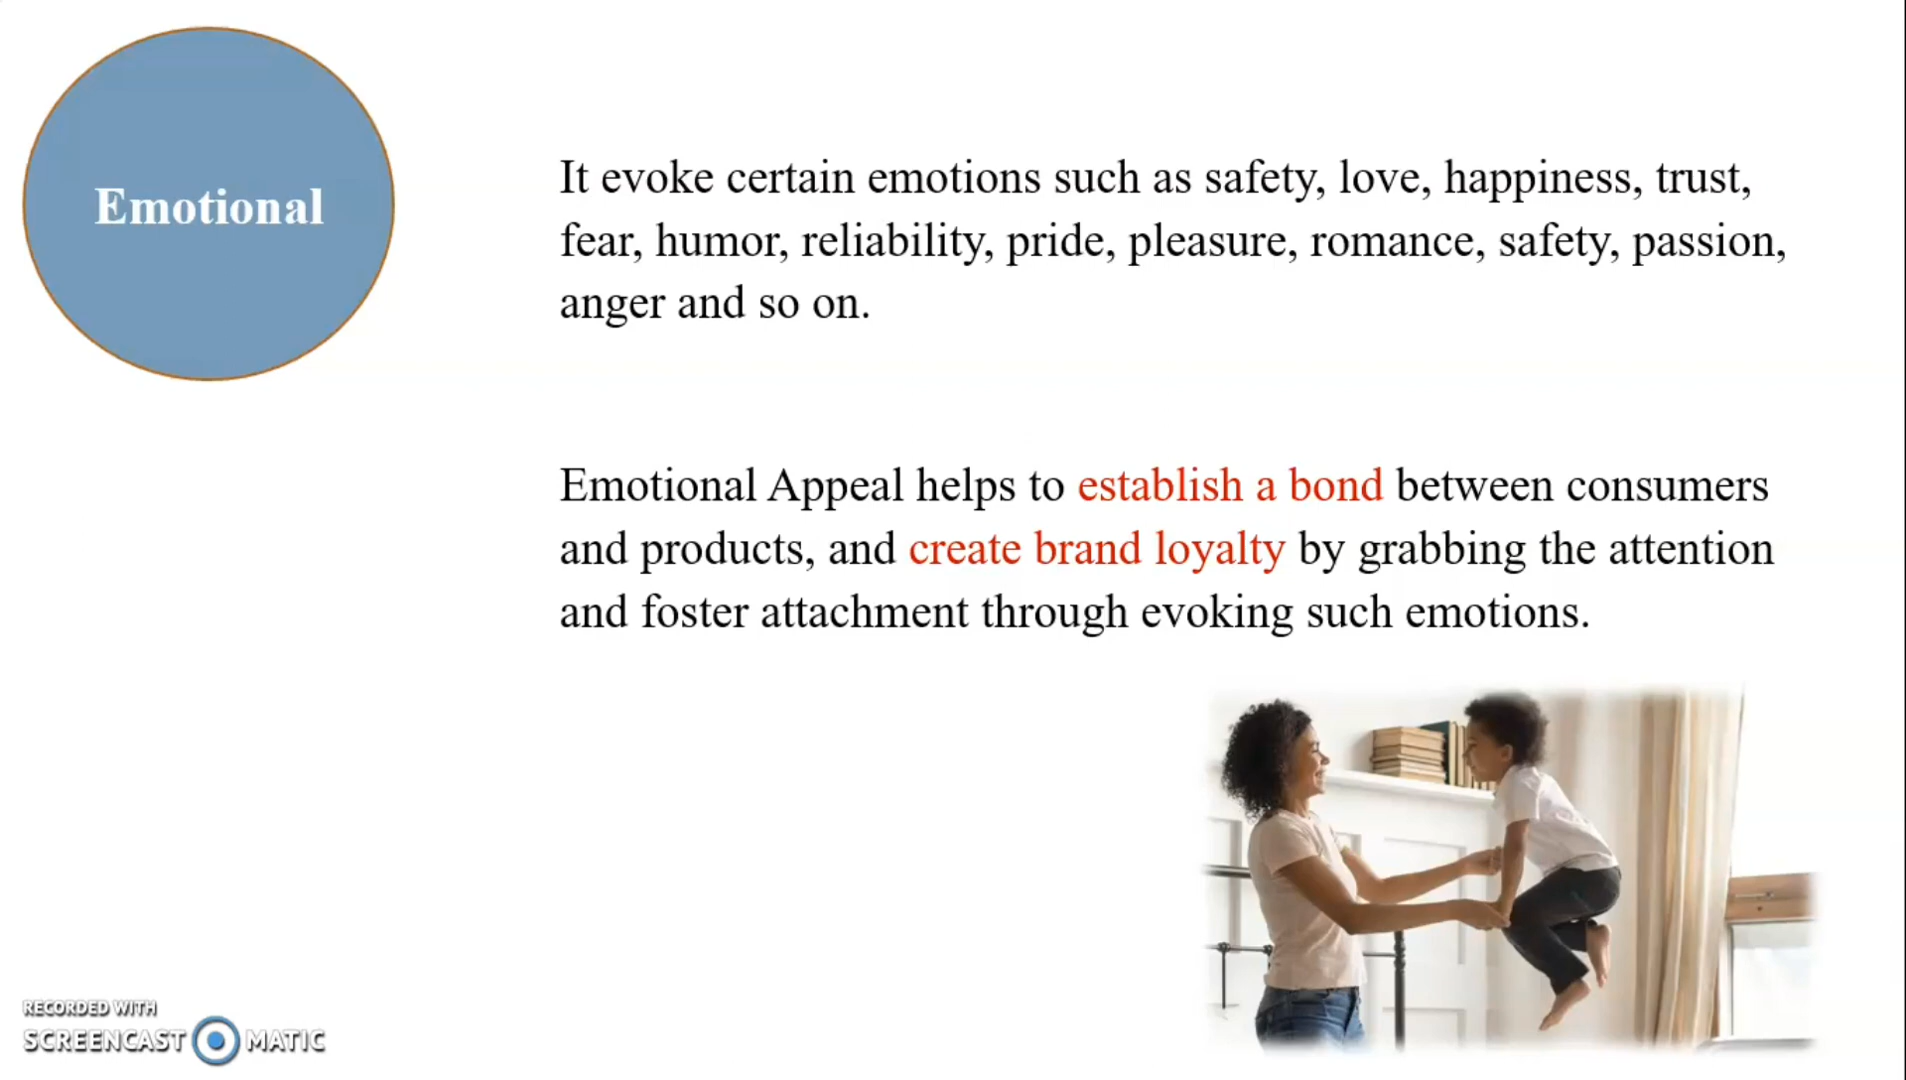 Emotional
It evoke certain emotions such as safety, love, happiness, trust,
fear, humor, reliability, pride, pleasure, romance, safety, passion,
anger and so on.
Emotional Appeal helps to establish a bond between consumers
and products, and create brand loyalty by grabbing the attention
and foster attachment through evoking such emotions.
RECORDED WITH
SCREENCAST MATIC